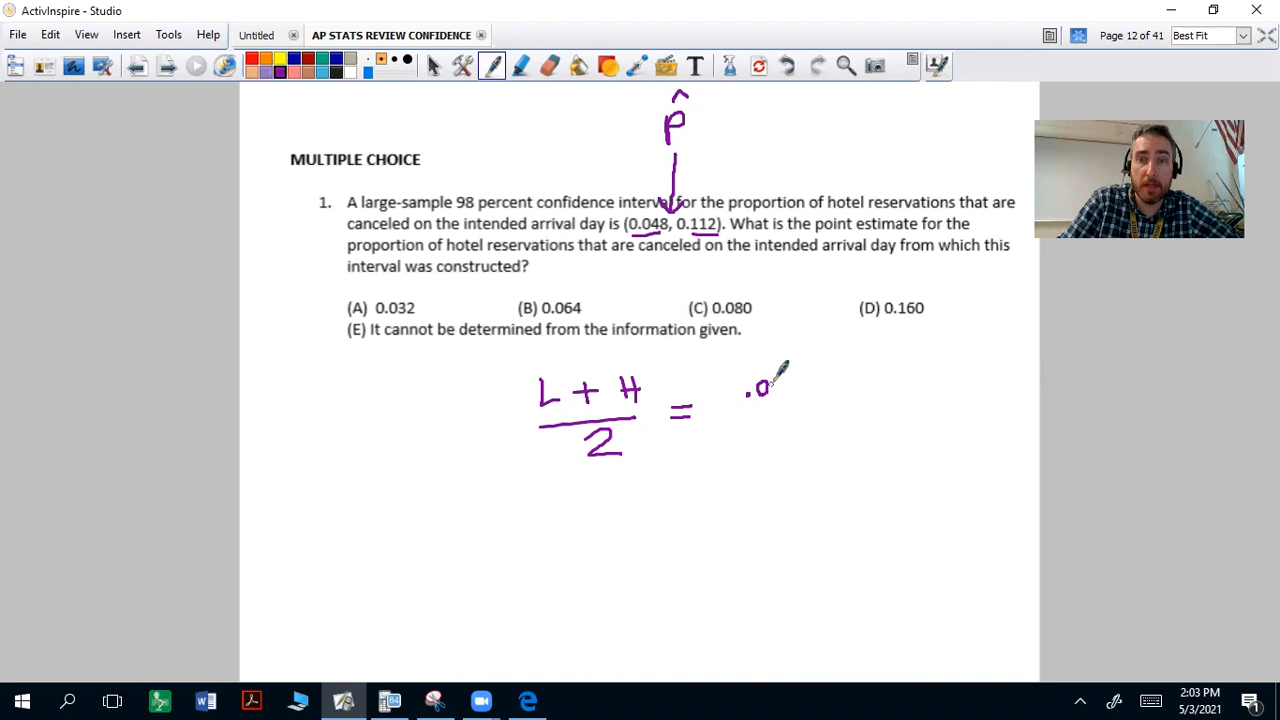 ActivInspire - Studio
File Edit View Insert Tools Help Untitled AP STATS REVIEW CONFIDENCE Page 12 of 41 Best Fit
^
p
MULTIPLE CHOICE
1. A large-sample 98 percent confidence interval for the proportion of hotel reservations that are
canceled on the intended arrival day is (0.048, 0.112). What is the point estimate for the
proportion of hotel reservations that are canceled on the intended arrival day from which this
interval was constructed?
(A) 0.032 (B) 0.064 (C) 0.080 (D) 0.160
(E) It cannot be determined from the information given.
L + H = .0
2
2:03 PM
5/3/2021